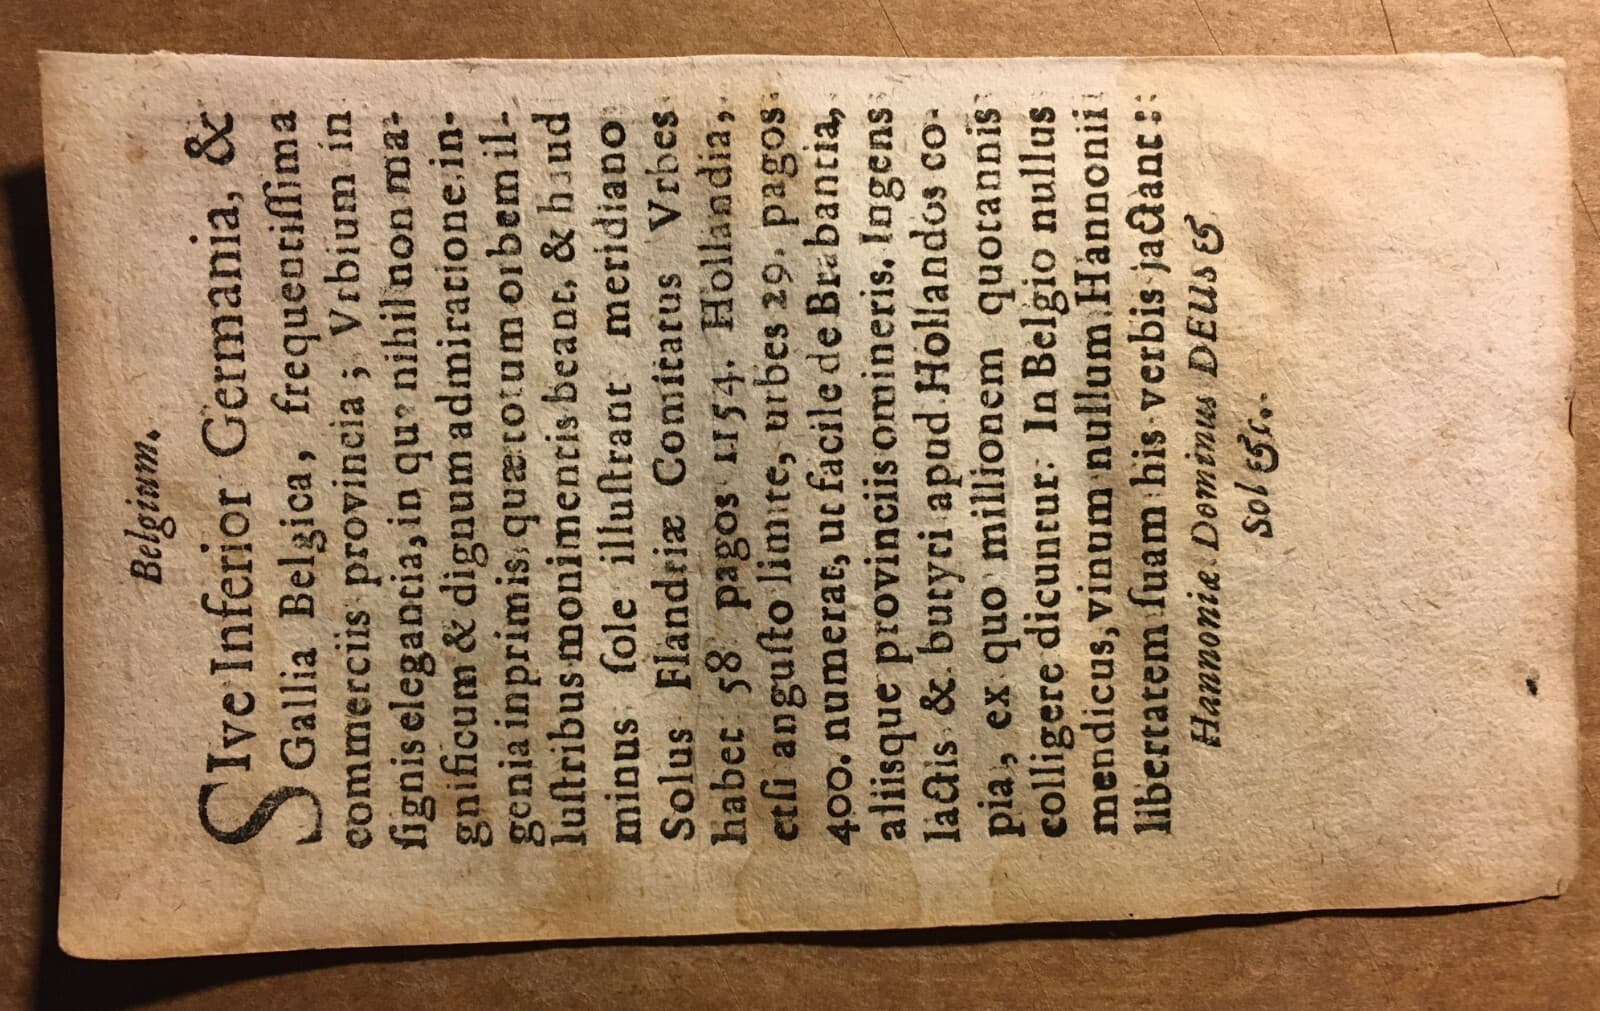 Belgium.
SIve Inferior Germania, &
Gallia Belgica, frequentiſſima
commerciis provincia; Vrbium in
ſignis elegantia, in qu? nihil non ma-
gnificum & dignum admiratione, in-
genia inprimis, quæ totum orbem il-
luſtribus monimentis beant, & haud
minus ſole illuſtrant meridiano
Solus Flandriæ Comitatus Vrbes
habet 58 pagos 1154. Hollandia,
etſi anguſto limite, urbes 29. pagos
400. numerat, ut facile de Brabantia,
aliisque provinciis omineris. Ingens
lactis & butyri apud Hollandos co-
pia, ex quo millionem quotannis
colligere dicuntur. In Belgio nullus
mendicus, vinum nullum. Hannonii
libertatem ſuam his verbis jactant:
Hannoniæ Dominus DEUS &
Sol &c.